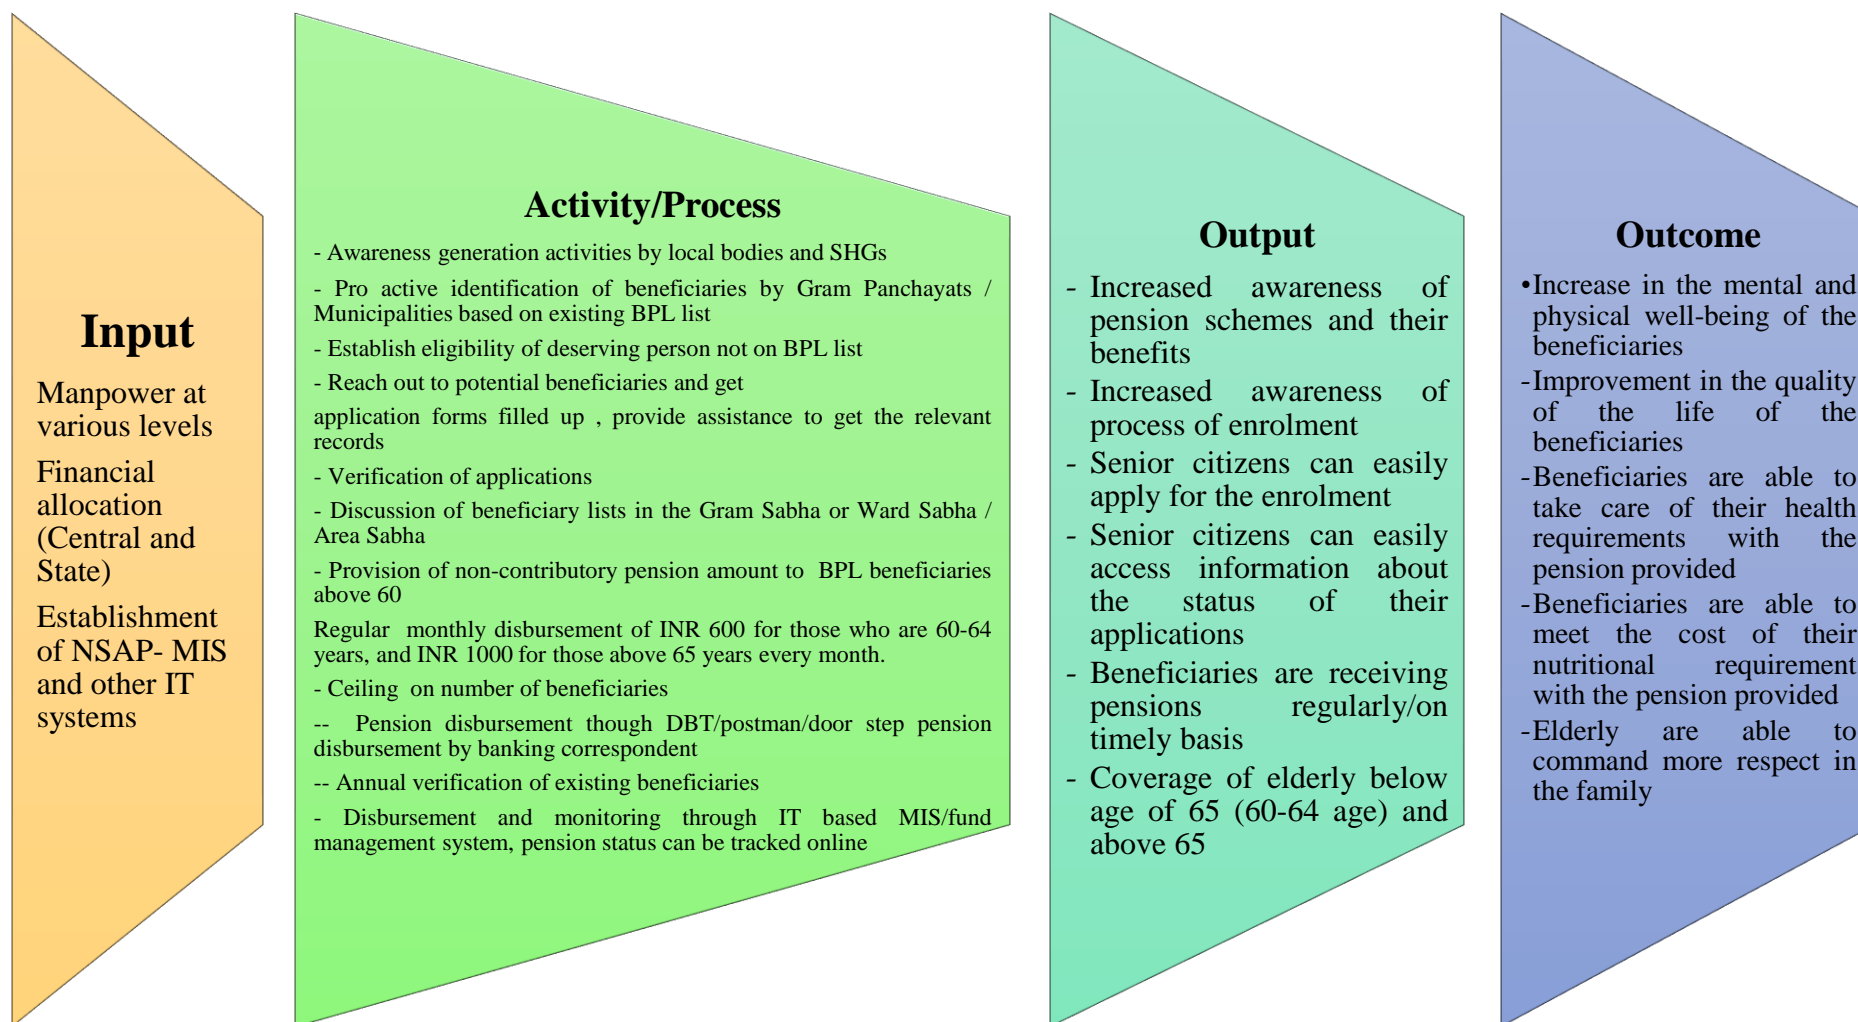 Input
Manpower at
various levels
Financial
allocation
(Central and
State)
Establishment
of NSAP- MIS
and other IT
systems
Activity/Process
- Awareness generation activities by local bodies and SHGs
- Pro active identification of beneficiaries by Gram Panchayats /
Municipalities based on existing BPL list
- Establish eligibility of deserving person not on BPL list
- Reach out to potential beneficiaries and get
application forms filled up , provide assistance to get the relevant
records
- Verification of applications
- Discussion of beneficiary lists in the Gram Sabha or Ward Sabha /
Area Sabha
- Provision of non-contributory pension amount to BPL beneficiaries
above 60
Regular monthly disbursement of INR 600 for those who are 60-64
years, and INR 1000 for those above 65 years every month.
- Ceiling on number of beneficiaries
-- Pension disbursement though DBT/postman/door step pension
disbursement by banking correspondent
-- Annual verification of existing beneficiaries
- Disbursement and monitoring through IT based MIS/fund
management system, pension status can be tracked online
Output
- Increased awareness of
pension schemes and their
benefits
- Increased awareness of
process of enrolment
- Senior citizens can easily
apply for the enrolment
- Senior citizens can easily
access information about
the status of their
applications
- Beneficiaries are receiving
pensions regularly/on
timely basis
- Coverage of elderly below
age of 65 (60-64 age) and
above 65
Outcome
•Increase in the mental and
physical well-being of the
beneficiaries
-Improvement in the quality
of the life of the
beneficiaries
-Beneficiaries are able to
take care of their health
requirements with the
pension provided
-Beneficiaries are able to
meet the cost of their
nutritional requirement
with the pension provided
-Elderly are able to
command more respect in
the family